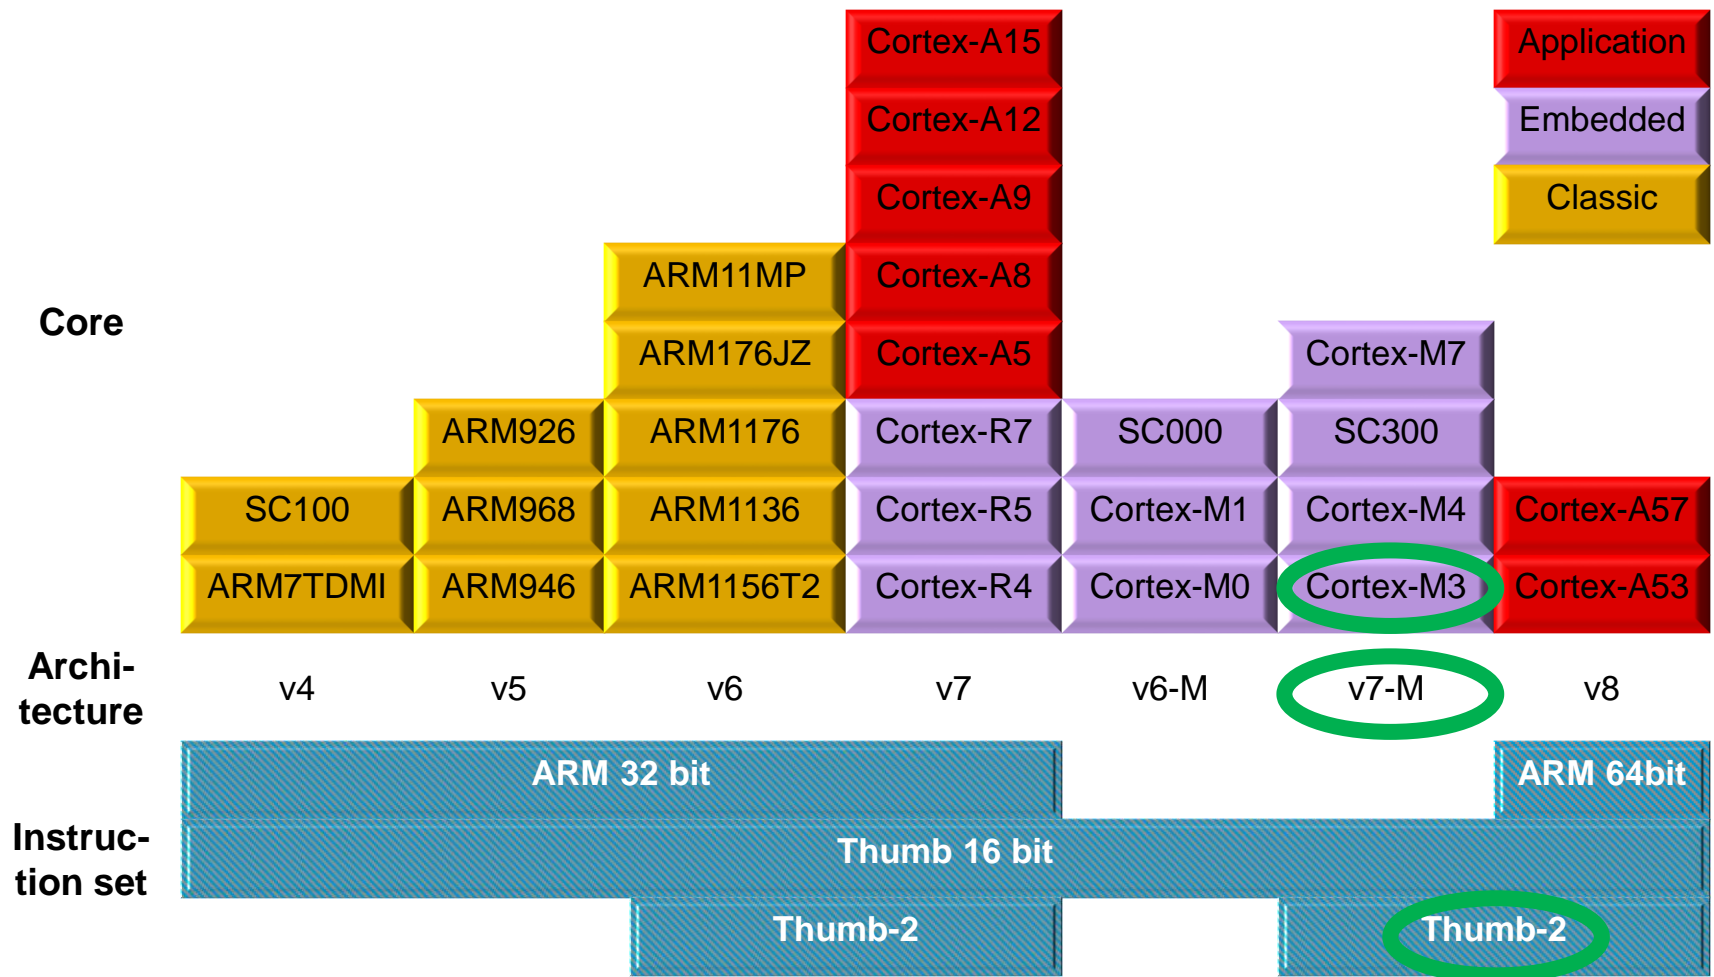 Cortex-A15
Application
Cortex-A12
Embedded
Cortex-A9
Classic
ARM11MP
Cortex-A8
Core
ARM176JZ
Cortex-A5
Cortex-M7
ARM926
ARM1176
Cortex-R7
SC000
SC300
SC100
ARM968
ARM1136
Cortex-R5
Cortex-M1
Cortex-M4
Cortex-A57
ARM7TDMI
ARM946
ARM1156T2
Cortex-R4
Cortex-M0
Cortex-M3
Cortex-A53
Archi-
tecture
v4
v5
v6
v7
v6-M
v7-M
v8
ARM 32 bit
ARM 64bit
Instruc-
tion set
Thumb 16 bit
Thumb-2
Thumb-2